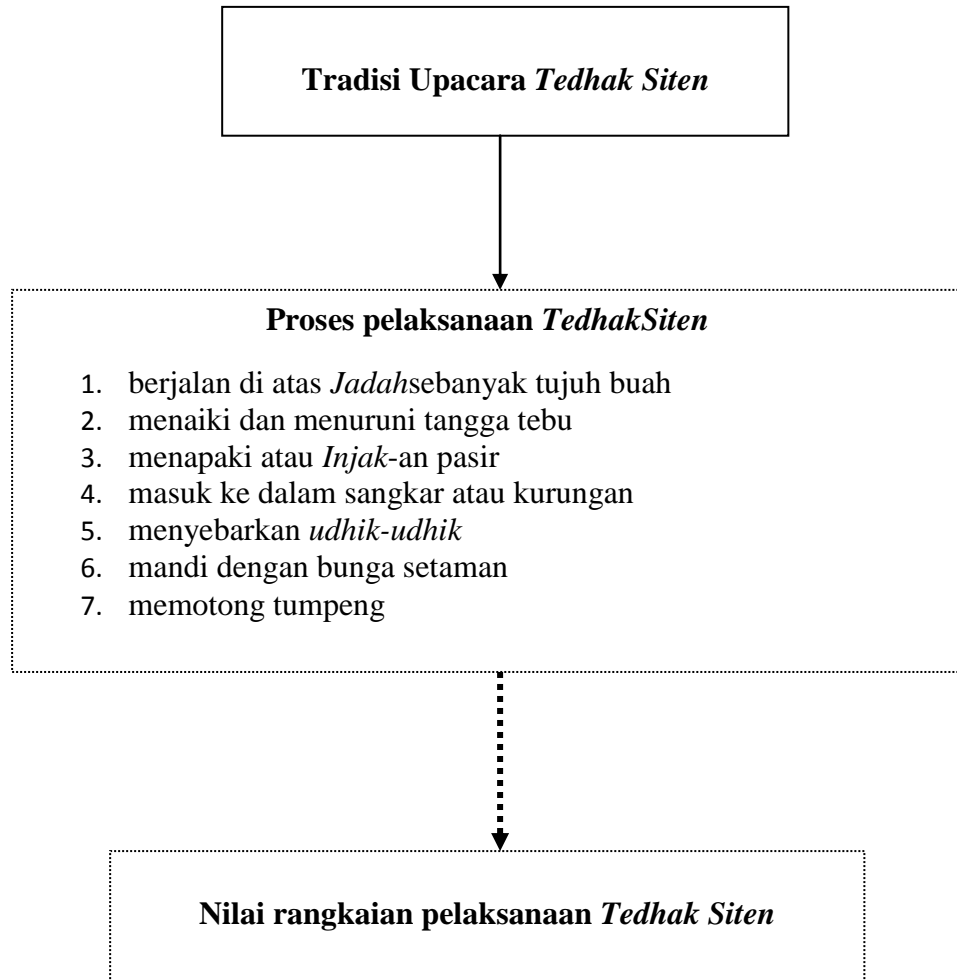 Tradisi Upacara Tedhak Siten
Proses pelaksanaan TedhakSiten
1. berjalan di atas Jadahsebanyak tujuh buah
2. menaiki dan menuruni tangga tebu
3. menapaki atau Injak-an pasir
4. masuk ke dalam sangkar atau kurungan
5. menyebarkan udhik-udhik
6. mandi dengan bunga setaman
7. memotong tumpeng
Nilai rangkaian pelaksanaan Tedhak Siten